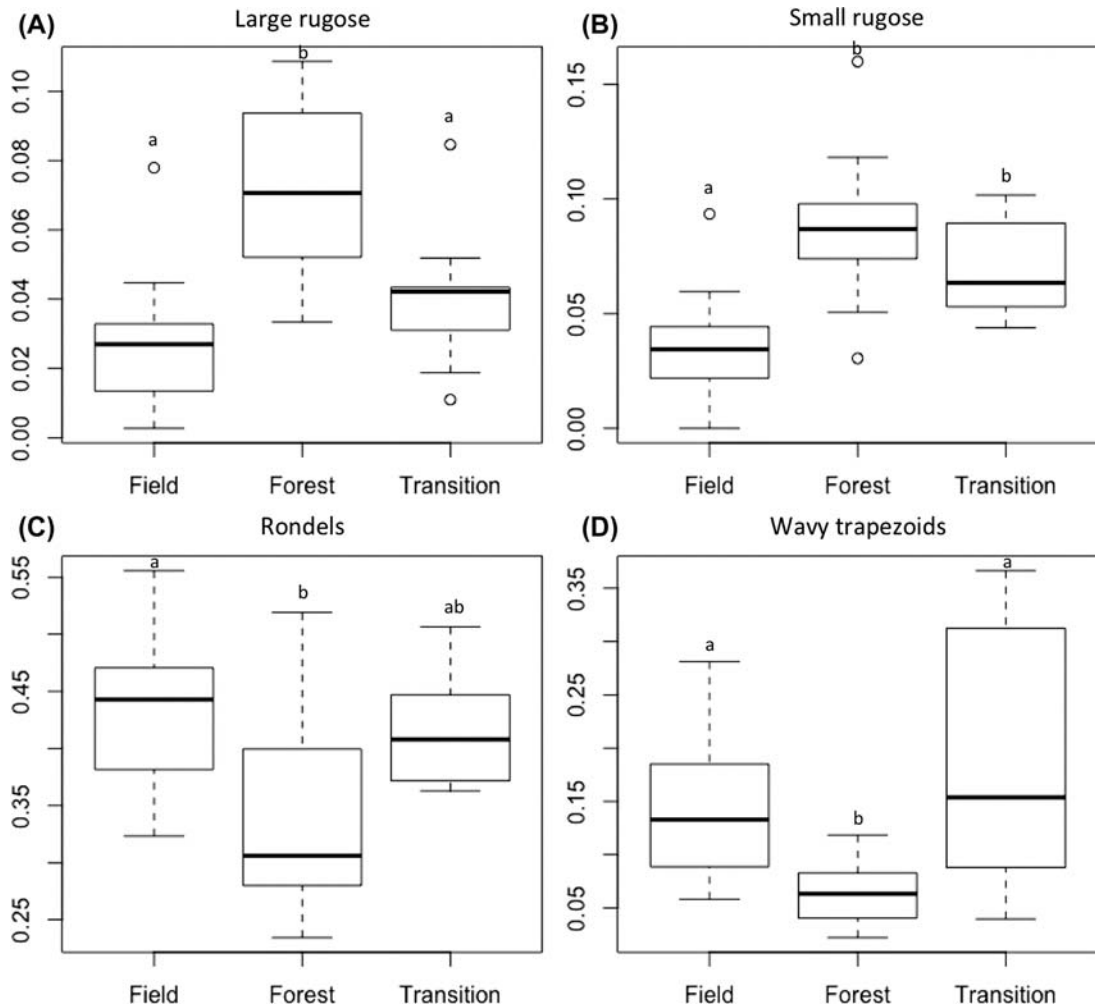 (A) Large rugose
0.00 0.02 0.04 0.06 0.08 0.10
a
b
a
Field Forest Transition
(B) Small rugose
0.00 0.05 0.10 0.15
a
b
b
Field Forest Transition
(C) Rondels
0.25 0.35 0.45 0.55
a
b
ab
Field Forest Transition
(D) Wavy trapezoids
0.05 0.15 0.25 0.35
a
b
a
Field Forest Transition